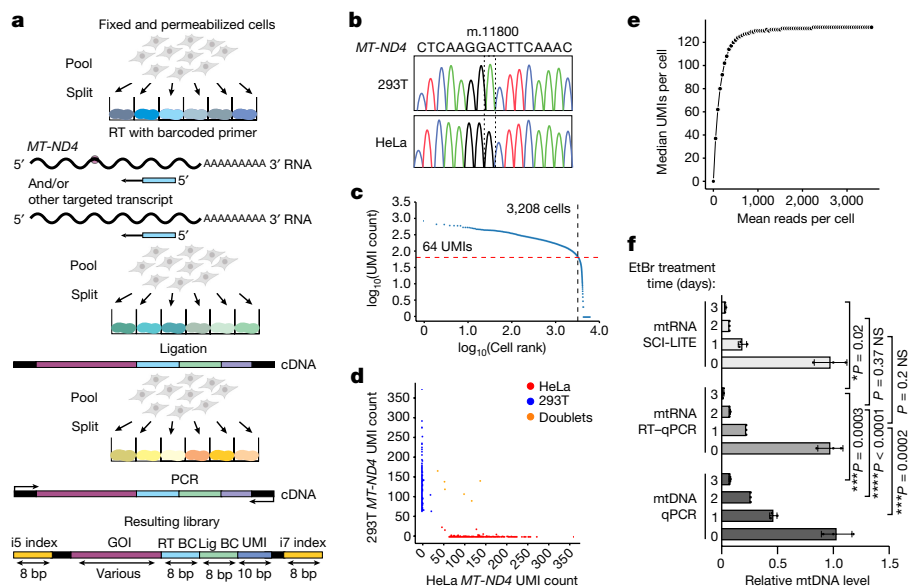 a
Fixed and permeabilized cells
Pool
Split
RT with barcoded primer
MT-ND4
5′ AAAAAAAAA 3′ RNA
5′
And/or
other targeted transcript
5′ AAAAAAAAA 3′ RNA
5′
Pool
Split
Ligation
cDNA
Pool
Split
PCR
cDNA
Resulting library
i5 index GOI RT BC Lig BC UMI i7 index
8 bp Various 8 bp 8 bp 10 bp 8 bp
b
m.11800
MT-ND4 CTCAAGGACTTCAAAC
293T
HeLa
c
3,208 cells
64 UMIs
log10(UMI count)
3.5
3.0
2.5
2.0
1.5
1.0
0.5
0
0 1.0 2.0 3.0 4.0
log10(Cell rank)
d
HeLa
293T
Doublets
293T MT-ND4 UMI count
350
300
250
200
150
100
50
0
0 50 100 150 200 250 300 350
HeLa MT-ND4 UMI count
e
Median UMIs per cell
120
100
80
60
40
20
0
0 1,000 2,000 3,000
Mean reads per cell
f
EtBr treatment
time (days):
3
2
1
0
mtRNA
SCI-LITE
3
2
1
0
mtRNA
RT–qPCR
3
2
1
0
mtDNA
qPCR
*P = 0.02
P = 0.37 NS
P = 0.2 NS
***P = 0.0003
****P < 0.0001
***P = 0.0002
0 0.5 1.0 1.5
Relative mtDNA level